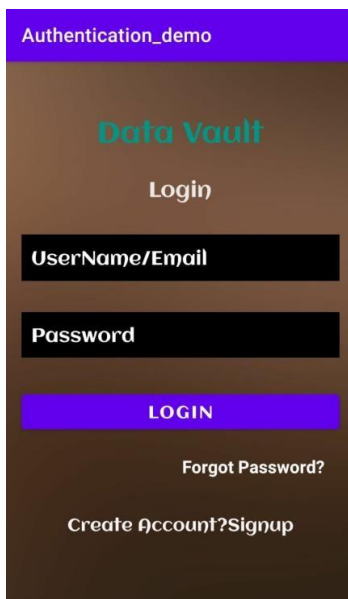 Authentication_demo
Data Vault
Login
UserName/Email
Password
LOGIN
Forgot Password?
Create Account?Signup